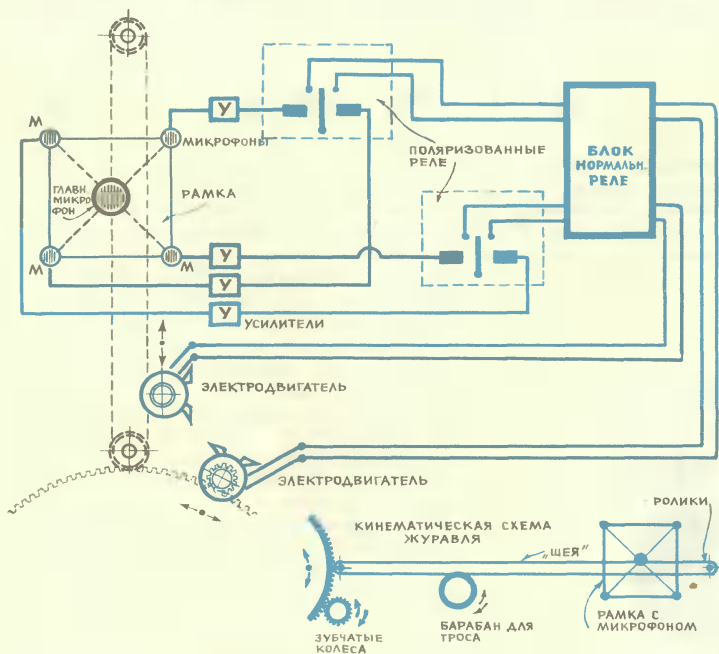 У
М
МИКРОФОНЫ
ПОЛЯРИЗОВАННЫЕ
РЕЛЕ
БЛОК
НОРМАЛЬН.
РЕЛЕ
ГЛАВН.
МИКРО
ФОН
РАМКА
М
М
У
У
У
УСИЛИТЕЛИ
ЭЛЕКТРОДВИГАТЕЛЬ
ЭЛЕКТРОДВИГАТЕЛЬ
КИНЕМАТИЧЕСКАЯ СХЕМА
ЖУРАВЛЯ
„ШЕЯ"
РОЛИКИ
ЗУБЧАТЫЕ
КОЛЕСА
БАРАБАН ДЛЯ
ТРОСА
РАМКА С
МИКРОФОНОМ